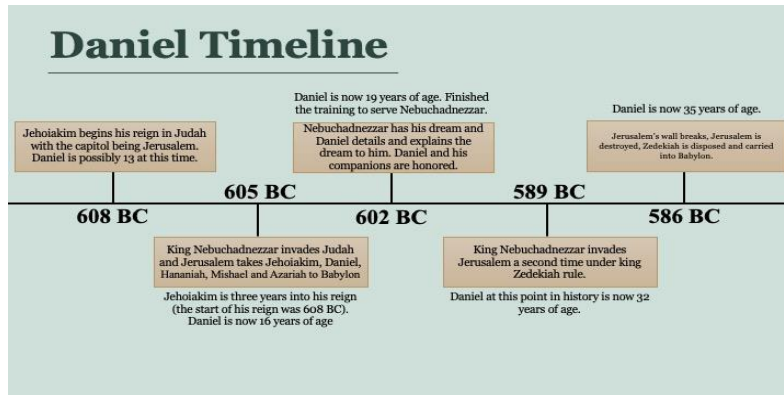 Daniel Timeline
Jehoiakim begins his reign in Judah
with the capitol being Jerusalem.
Daniel is possibly 13 at this time.
608 BC
605 BC
King Nebuchadnezzar invades Judah
and Jerusalem takes Jehoiakim, Daniel,
Hananiah, Mishael and Azariah to Babylon
Jehoiakim is three years into his reign
(the start of his reign was 608 BC).
Daniel is now 16 years of age
Daniel is now 19 years of age. Finished
the training to serve Nebuchadnezzar.
Nebuchadnezzar has his dream and
Daniel details and explains the
dream to him. Daniel and his
companions are honored.
602 BC
589 BC
King Nebuchadnezzar invades
Jerusalem a second time under king
Zedekiah rule.
Daniel at this point in history is now 32
years of age.
Daniel is now 35 years of age.
Jerusalem's wall breaks, Jerusalem is
destroyed, Zedekiah is disposed and carried
into Babylon.
586 BC